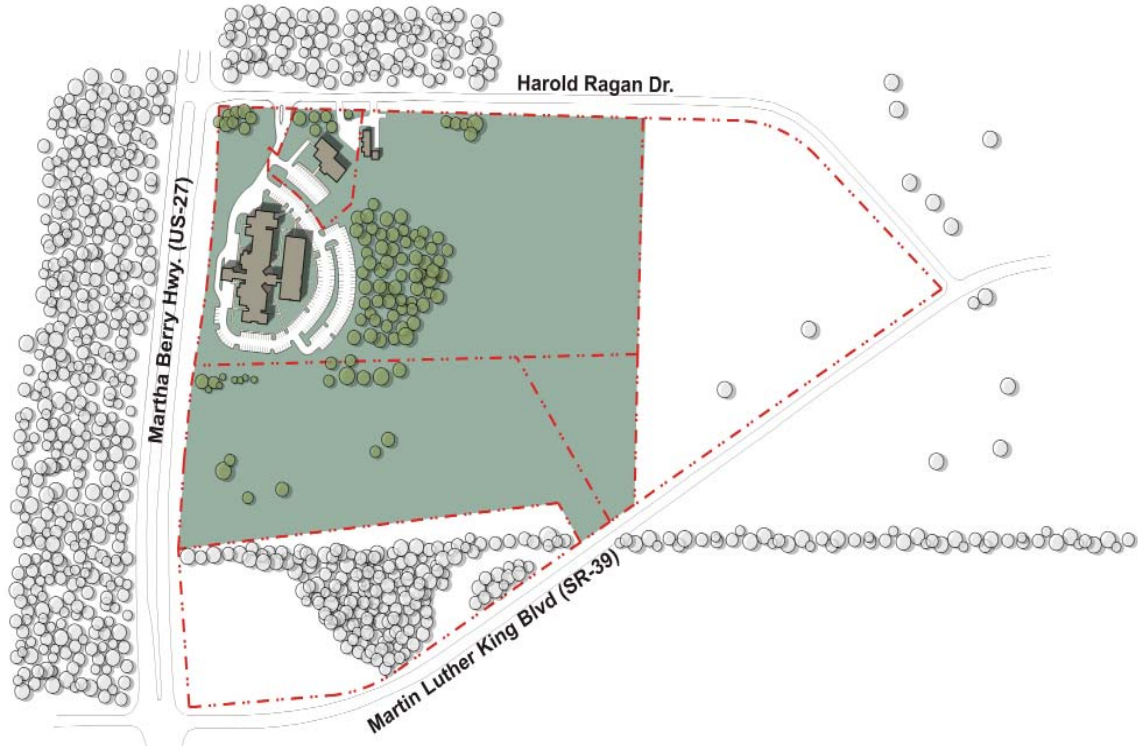 Harold Ragan Dr.
Martha Berry Hwy. (US-27)
Martin Luther King Blvd (SR-39)